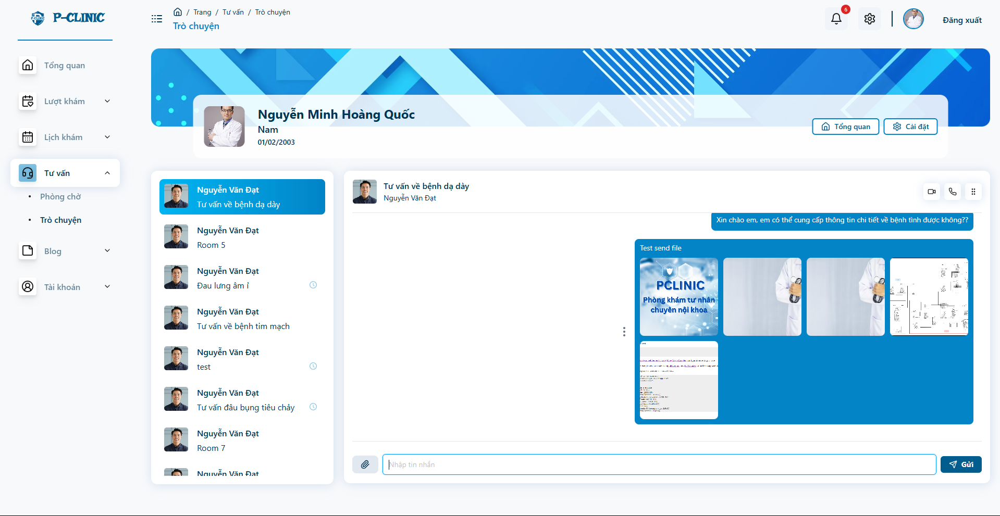 P-CLINIC
P-CLINIC
/ Trang / Tư vấn / Trò chuyện
Trò chuyện
6
Đăng xuất
Tổng quan
Lượt khám
Lịch khám
Tư vấn
• Phòng chờ
• Trò chuyện
Blog
Tài khoản
Nguyễn Minh Hoàng Quốc
Nam
01/02/2003
Tổng quan
Cài đặt
Nguyễn Văn Đạt
Tư vấn về bệnh dạ dày
Nguyễn Văn Đạt
Room 5
Nguyễn Văn Đạt
Đau lưng âm ỉ
Nguyễn Văn Đạt
Tư vấn về bệnh tim mạch
Nguyễn Văn Đạt
test
Nguyễn Văn Đạt
Tư vấn đâu bụng tiêu chảy
Nguyễn Văn Đạt
Room 7
Nguyễn Văn Đạt
Tư vấn về bệnh dạ dày
Nguyễn Văn Đạt
Xin chào em, em có thể cung cấp thông tin chi tiết về bệnh tình được không??
Test send file
PCLINIC
Phòng khám tư nhân
chuyên nội khoa
Nhập tin nhắn
Gửi